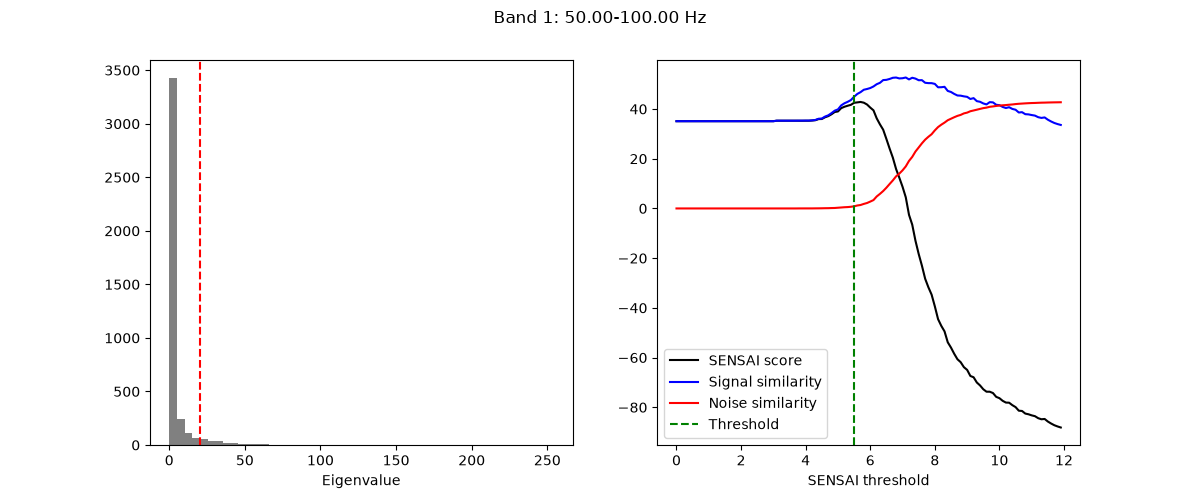 Band 1: 50.00-100.00 Hz
3500
3000
2500
2000
1500
1000
500
0
0 50 100 150 200 250
Eigenvalue
40
20
0
−20
−40
−60
−80
SENSAI score
Signal similarity
Noise similarity
Threshold
0 2 4 6 8 10 12
SENSAI threshold